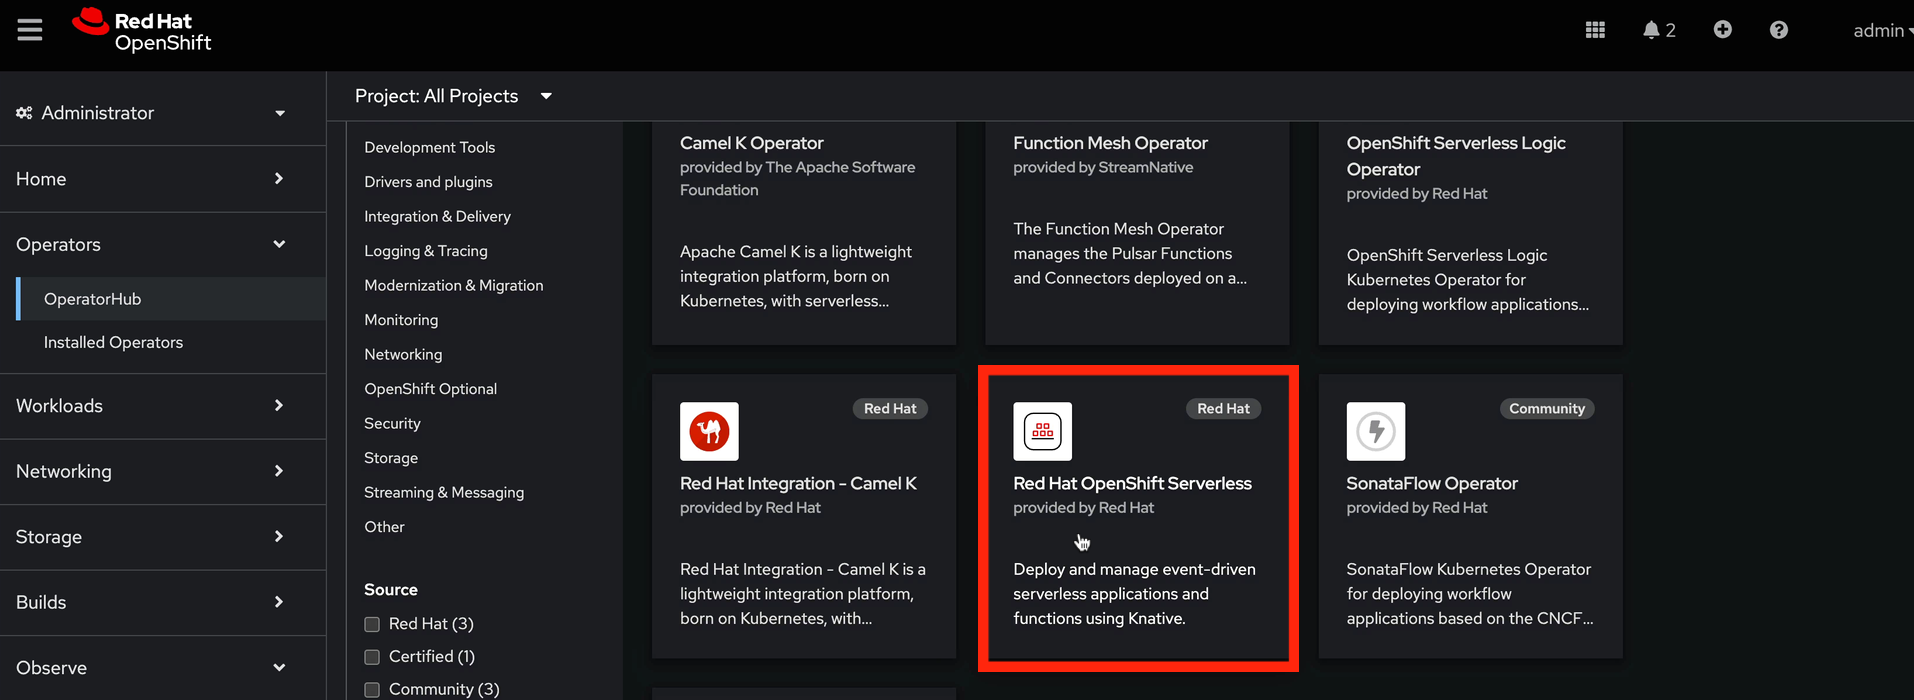 Red Hat
OpenShift
2
admin
Administrator
Home
Operators
OperatorHub
Installed Operators
Workloads
Networking
Storage
Builds
Observe
Project: All Projects
Development Tools
Drivers and plugins
Integration & Delivery
Logging & Tracing
Modernization & Migration
Monitoring
Networking
OpenShift Optional
Security
Storage
Streaming & Messaging
Other
Source
Red Hat (3)
Certified (1)
Community (3)
Camel K Operator
provided by The Apache Software
Foundation
Apache Camel K is a lightweight
integration platform, born on
Kubernetes, with serverless...
Function Mesh Operator
provided by StreamNative
The Function Mesh Operator
manages the Pulsar Functions
and Connectors deployed on a...
OpenShift Serverless Logic
Operator
provided by Red Hat
OpenShift Serverless Logic
Kubernetes Operator for
deploying workflow applications...
Red Hat
Red Hat Integration - Camel K
provided by Red Hat
Red Hat Integration - Camel K is a
lightweight integration platform,
born on Kubernetes, with...
Red Hat
Red Hat OpenShift Serverless
provided by Red Hat
Deploy and manage event-driven
serverless applications and
functions using Knative.
Community
SonataFlow Operator
provided by Red Hat
SonataFlow Kubernetes Operator
for deploying workflow
applications based on the CNCF...